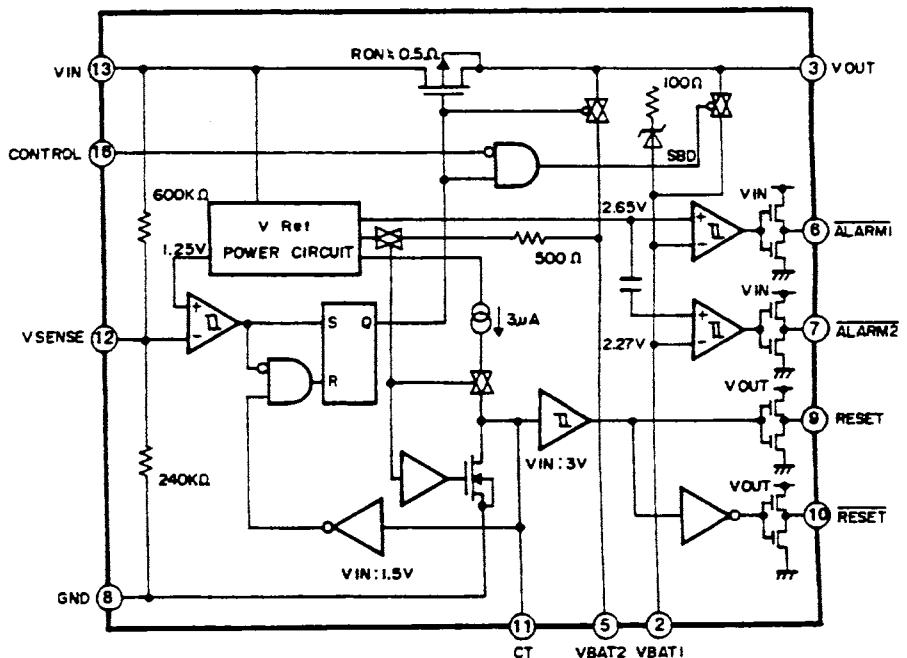 RON≒0.5Ω
VIN 13
3 VOUT
100Ω
CONTROL 16
SBD
600KΩ
VIN
2.65V
V Ref
POWER CIRCUIT
+
-
6 ALARM1
1.25V
500Ω
VIN
+
-
S Q
R
3μA
+
-
7 ALARM2
VSENSE 12
2.27V
VOUT
9 RESET
VIN:3V
240KΩ
VOUT
10 RESET
VIN:1.5V
GND 8
11 5 2
CT VBAT2 VBAT1